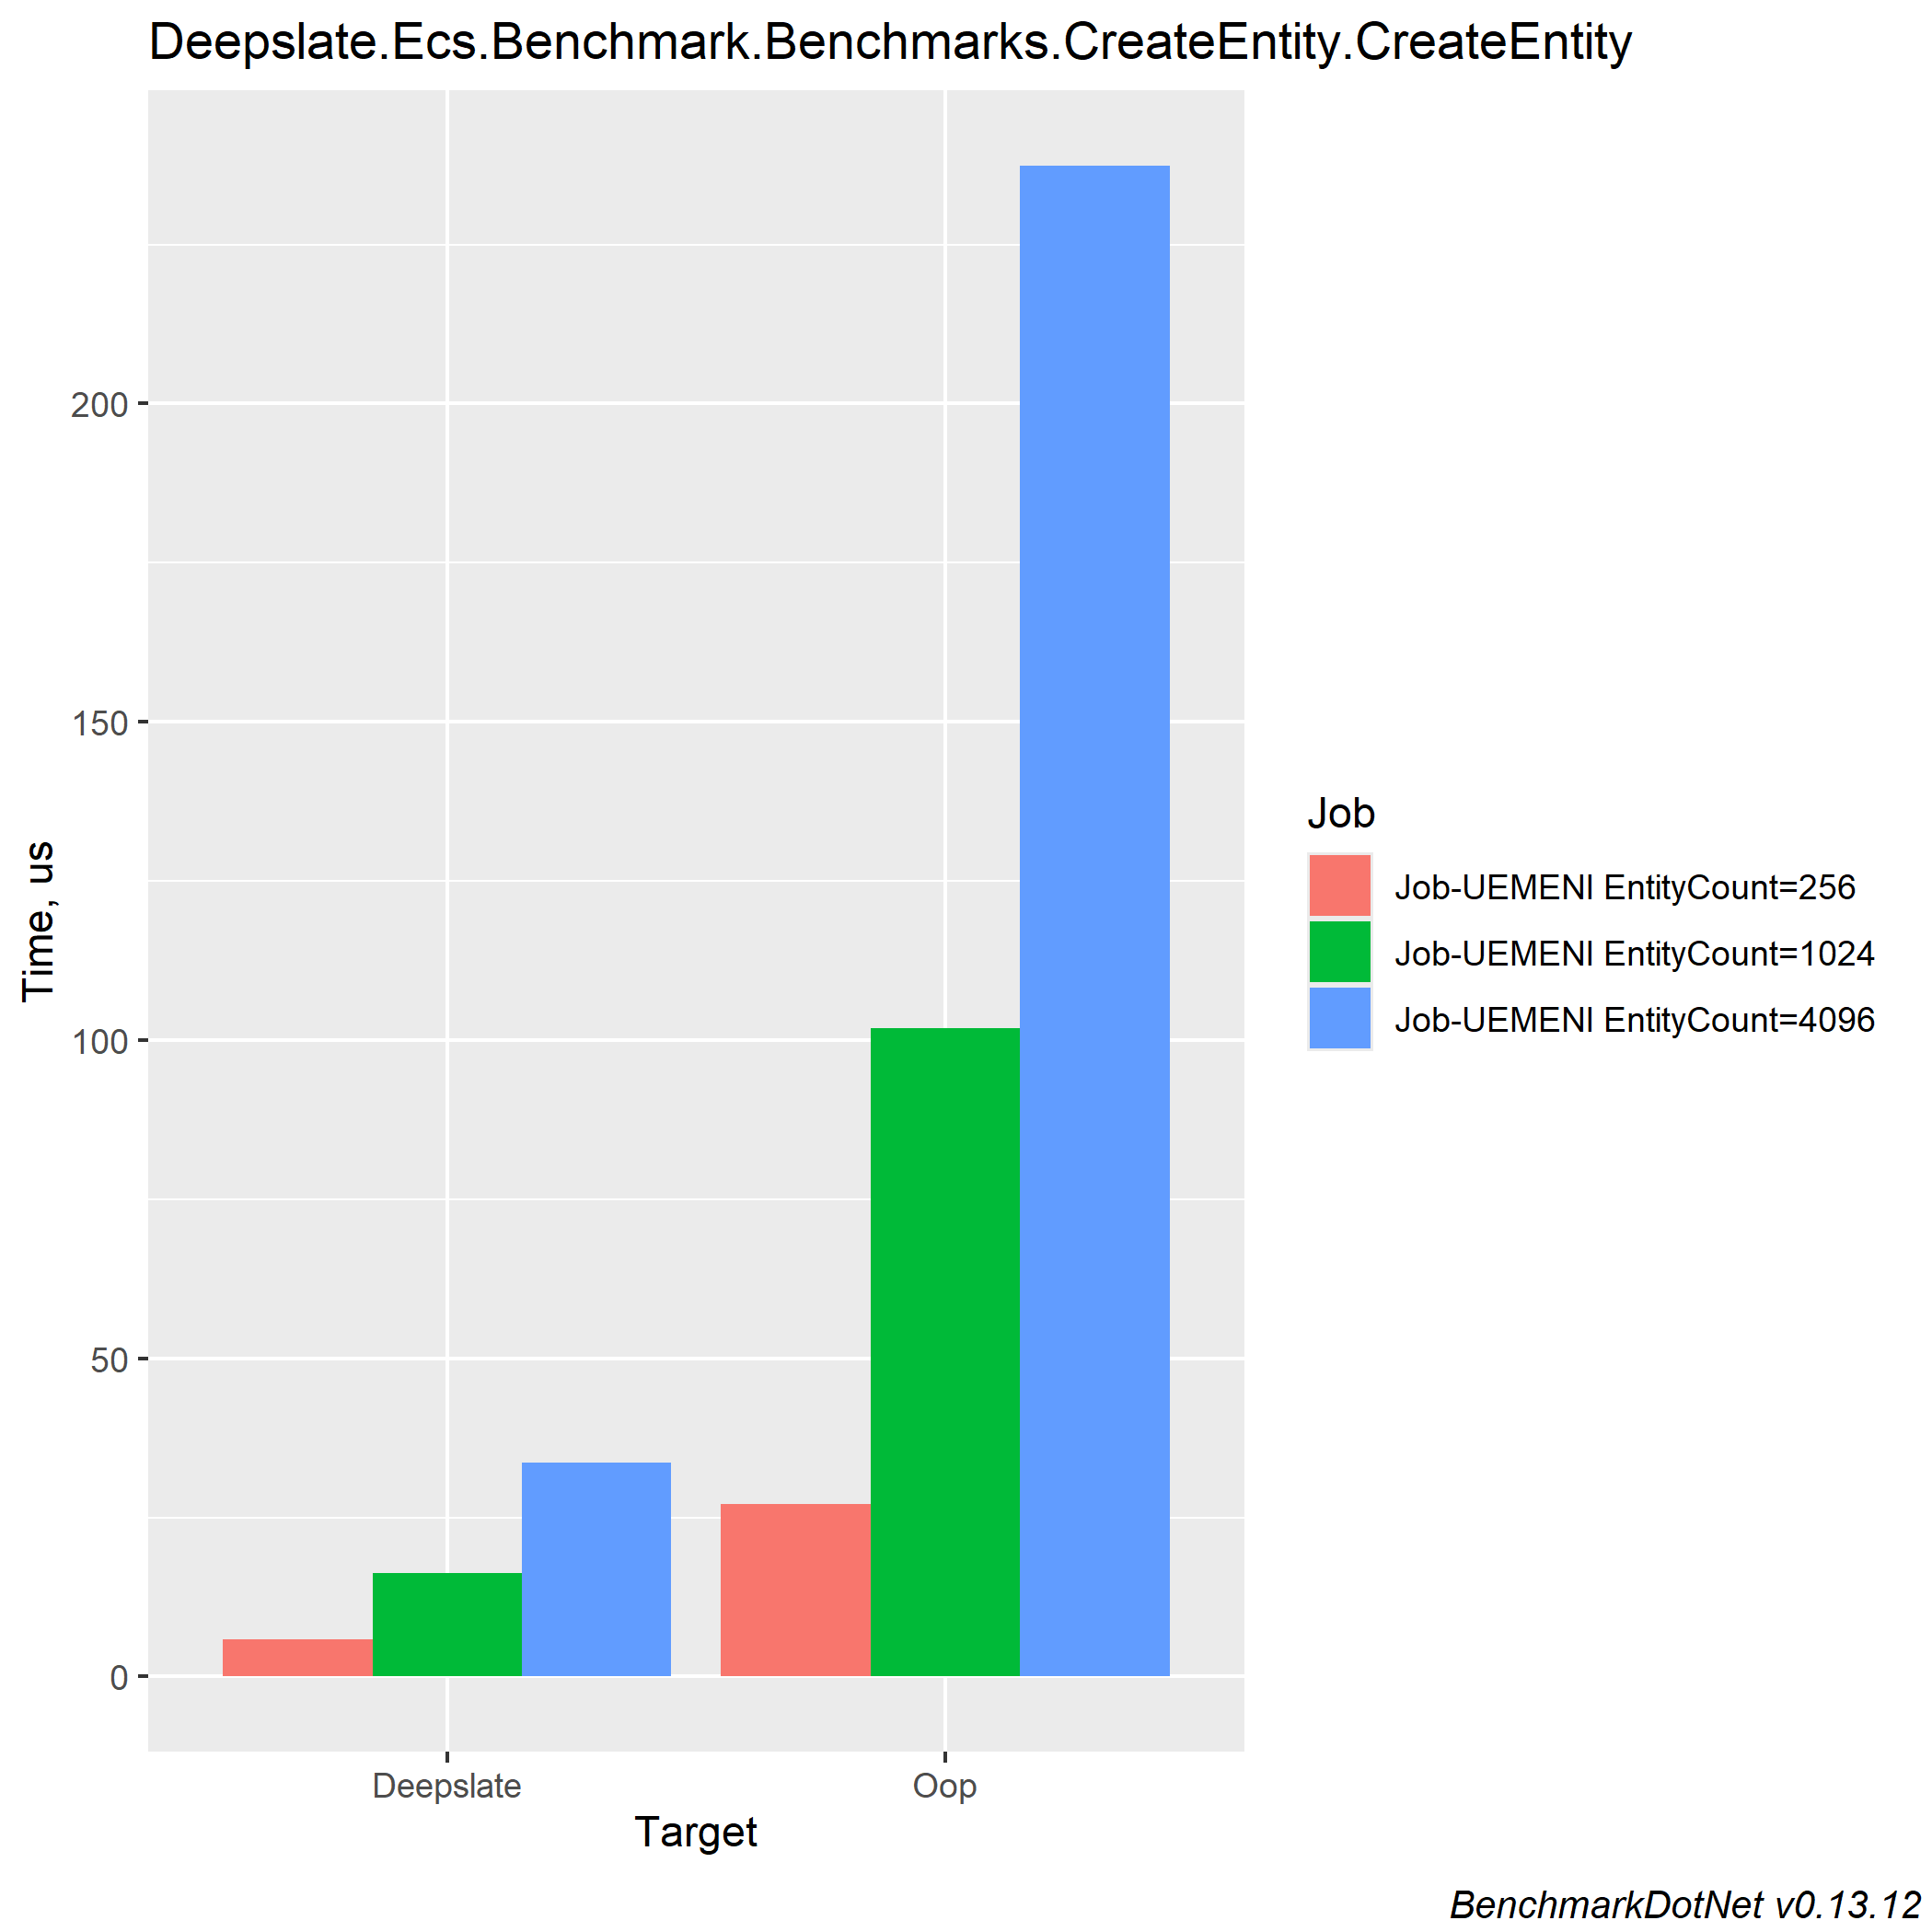 Deepslate.Ecs.Benchmark.Benchmarks.CreateEntity.CreateEntity
Time, us
200
150
100
50
0
Deepslate
Oop
Target
Job
Job-UEMENI EntityCount=256
Job-UEMENI EntityCount=1024
Job-UEMENI EntityCount=4096
BenchmarkDotNet v0.13.12